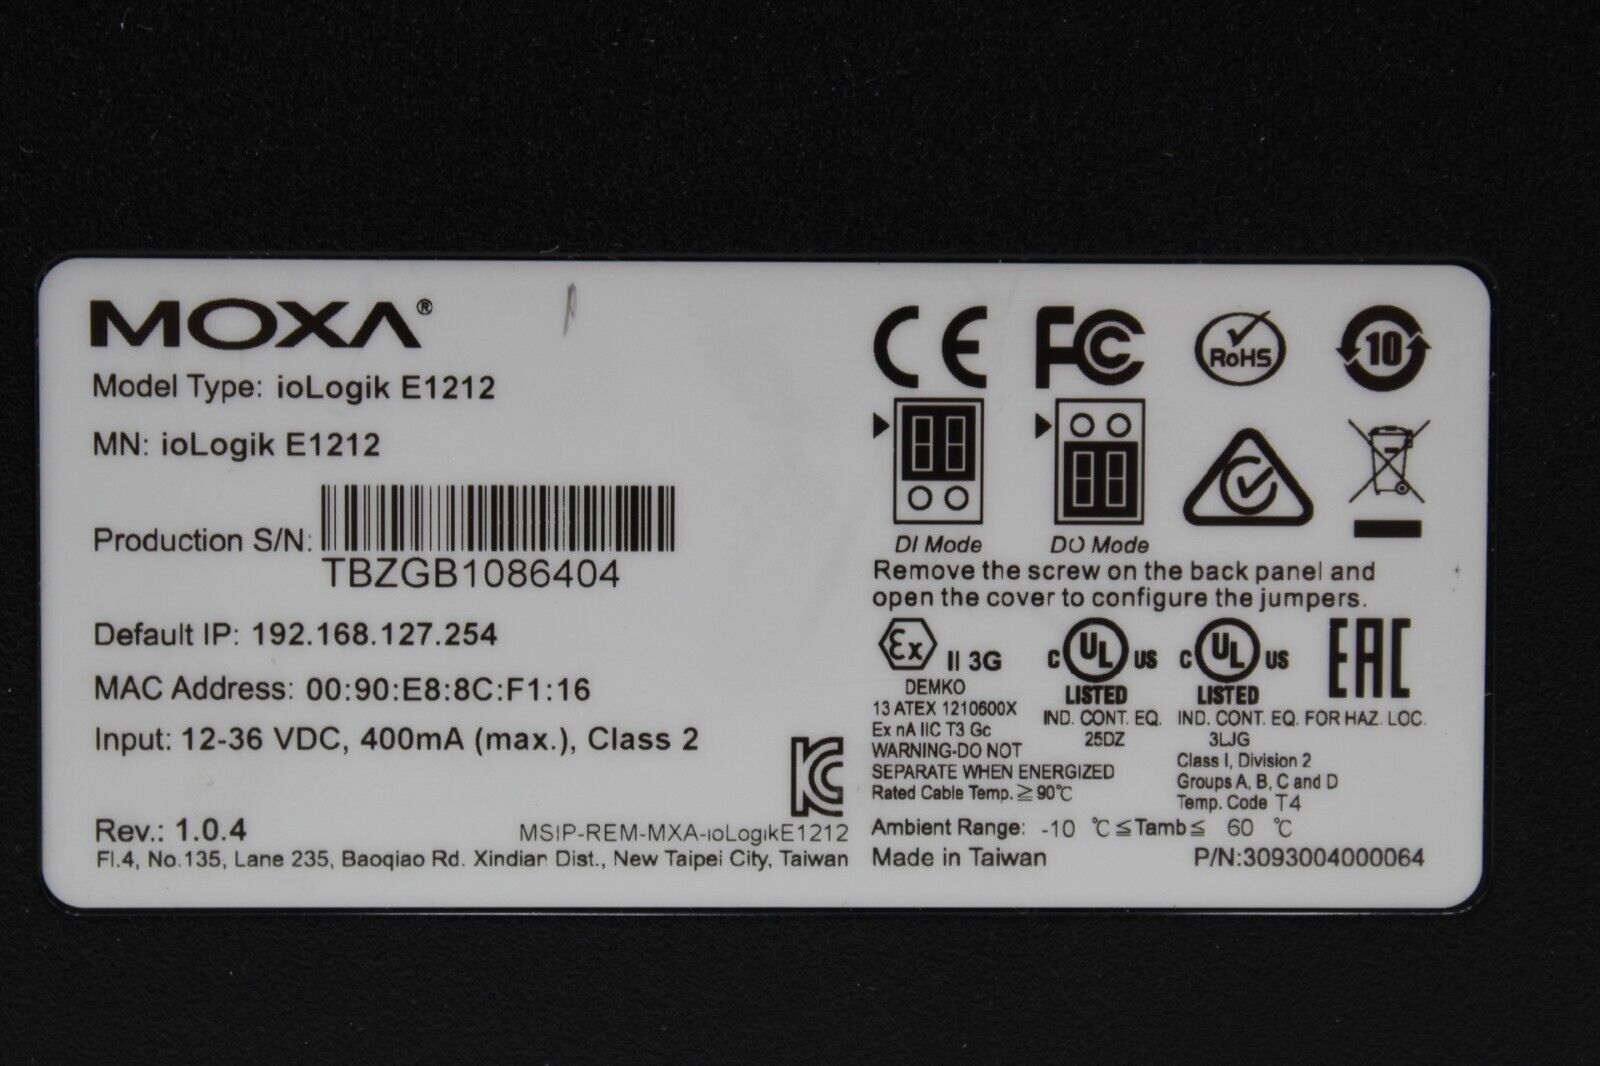 MOXA®
Model Type: ioLogik E1212
MN: ioLogik E1212
Production S/N:
TBZGB1086404
Default IP: 192.168.127.254
MAC Address: 00:90:E8:8C:F1:16
Input: 12-36 VDC, 400mA (max.), Class 2
Rev.: 1.0.4
MSIP-REM-MXA-ioLogikE1212
Fl.4, No.135, Lane 235, Baoqiao Rd. Xindian Dist., New Taipei City, Taiwan
CE FC RoHS 10
DI Mode DO Mode
Remove the screw on the back panel and
open the cover to configure the jumpers.
Ex II 3G
DEMKO
13 ATEX 1210600X
Ex nA IIC T3 Gc
WARNING-DO NOT
SEPARATE WHEN ENERGIZED
Rated Cable Temp. ≧ 90℃
c UL us
LISTED
IND. CONT. EQ.
25DZ
c UL us
LISTED
IND. CONT. EQ. FOR HAZ. LOC.
3LJG
Class I, Division 2
Groups A, B, C and D
Temp. Code T4
EAC
KC
Ambient Range: -10 ℃ ≦ Tamb ≦ 60 ℃
Made in Taiwan P/N:3093004000064